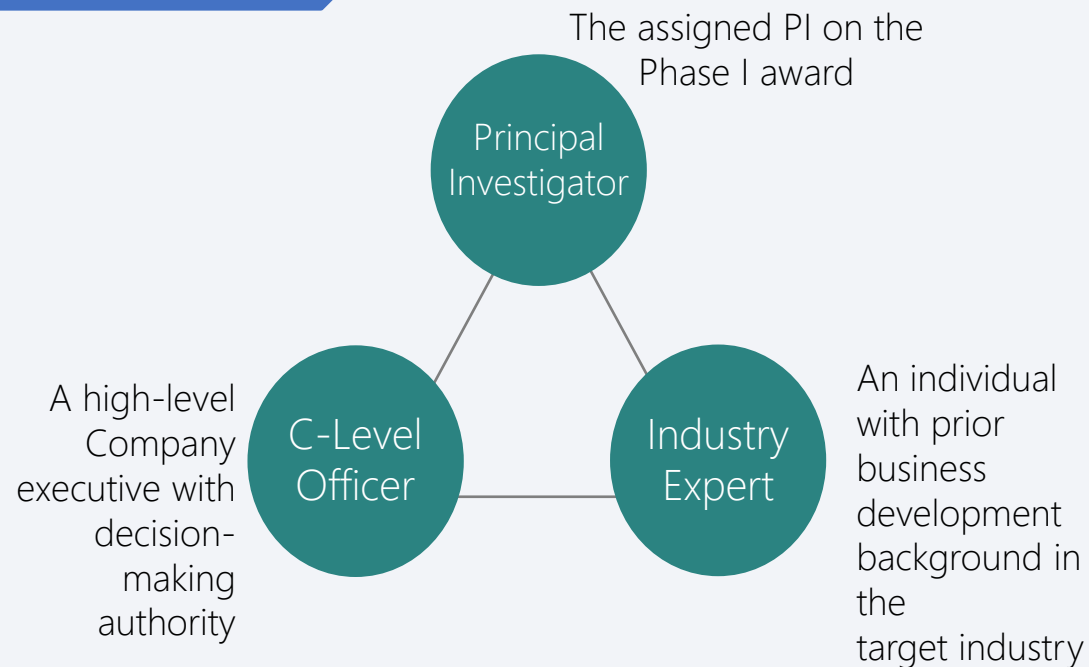 The assigned PI on the
Phase I award
Principal
Investigator
A high-level
Company
executive with
decision-
making
authority
C-Level
Officer
Industry
Expert
An individual
with prior
business
development
background in
the
target industry